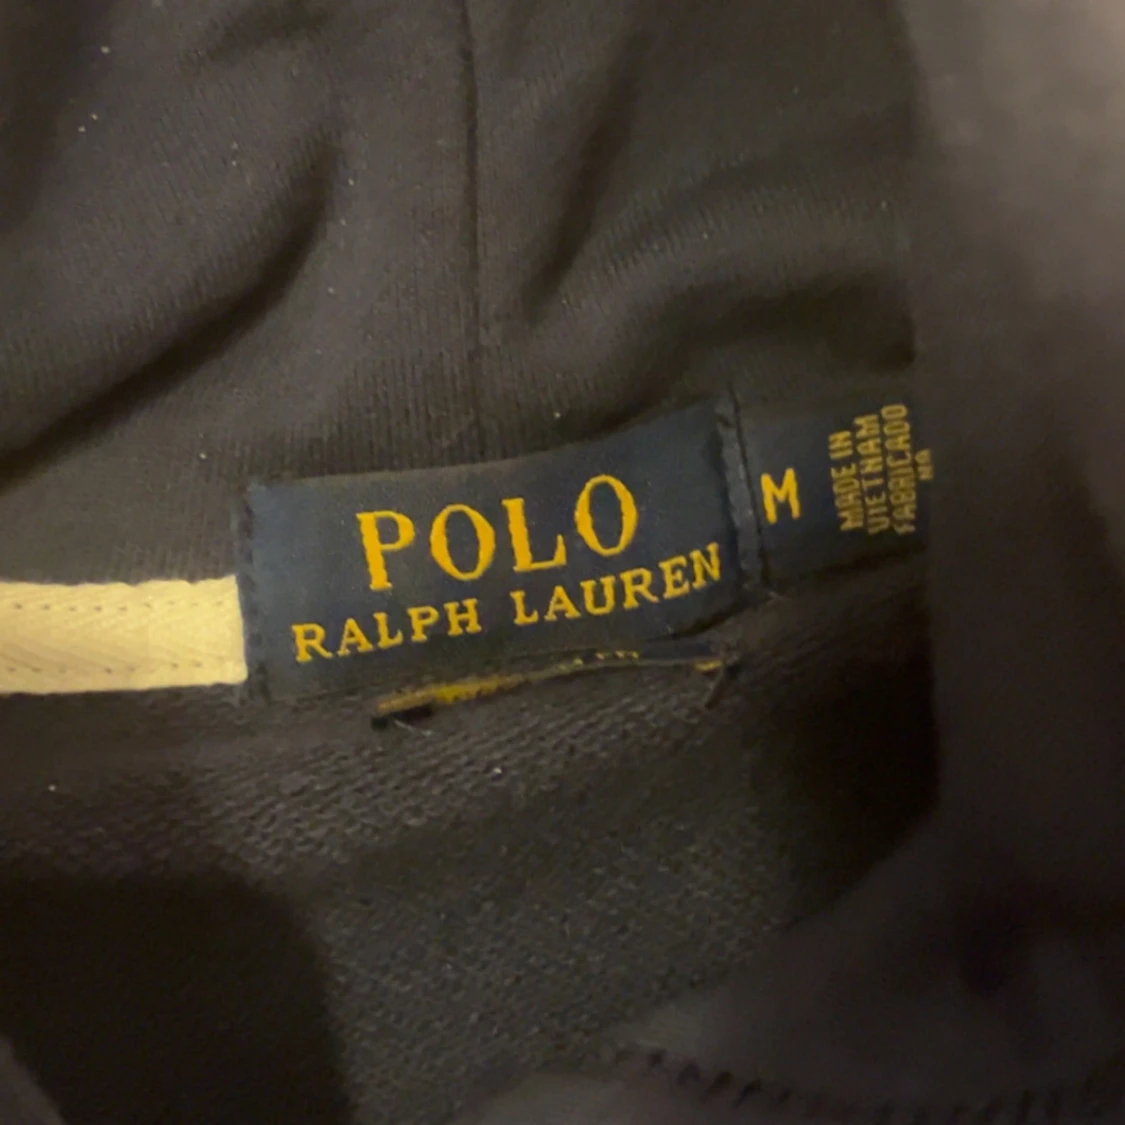 POLO
RALPH LAUREN
M
MADE IN
VIETNAM
FABRICADO